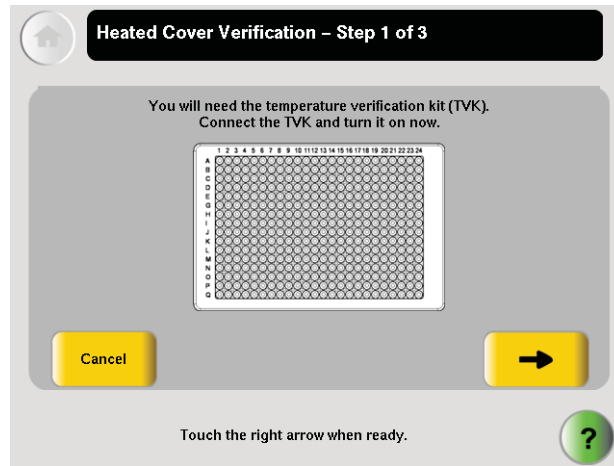 Heated Cover Verification – Step 1 of 3
You will need the temperature verification kit (TVK).
Connect the TVK and turn it on now.
1 2 3 4 5 6 7 8 9 10 11 12 13 14 15 16 17 18 19 20 21 22 23 24
A
B
C
D
E
F
G
H
I
J
K
L
M
N
O
P
Q
Cancel
Touch the right arrow when ready.
?